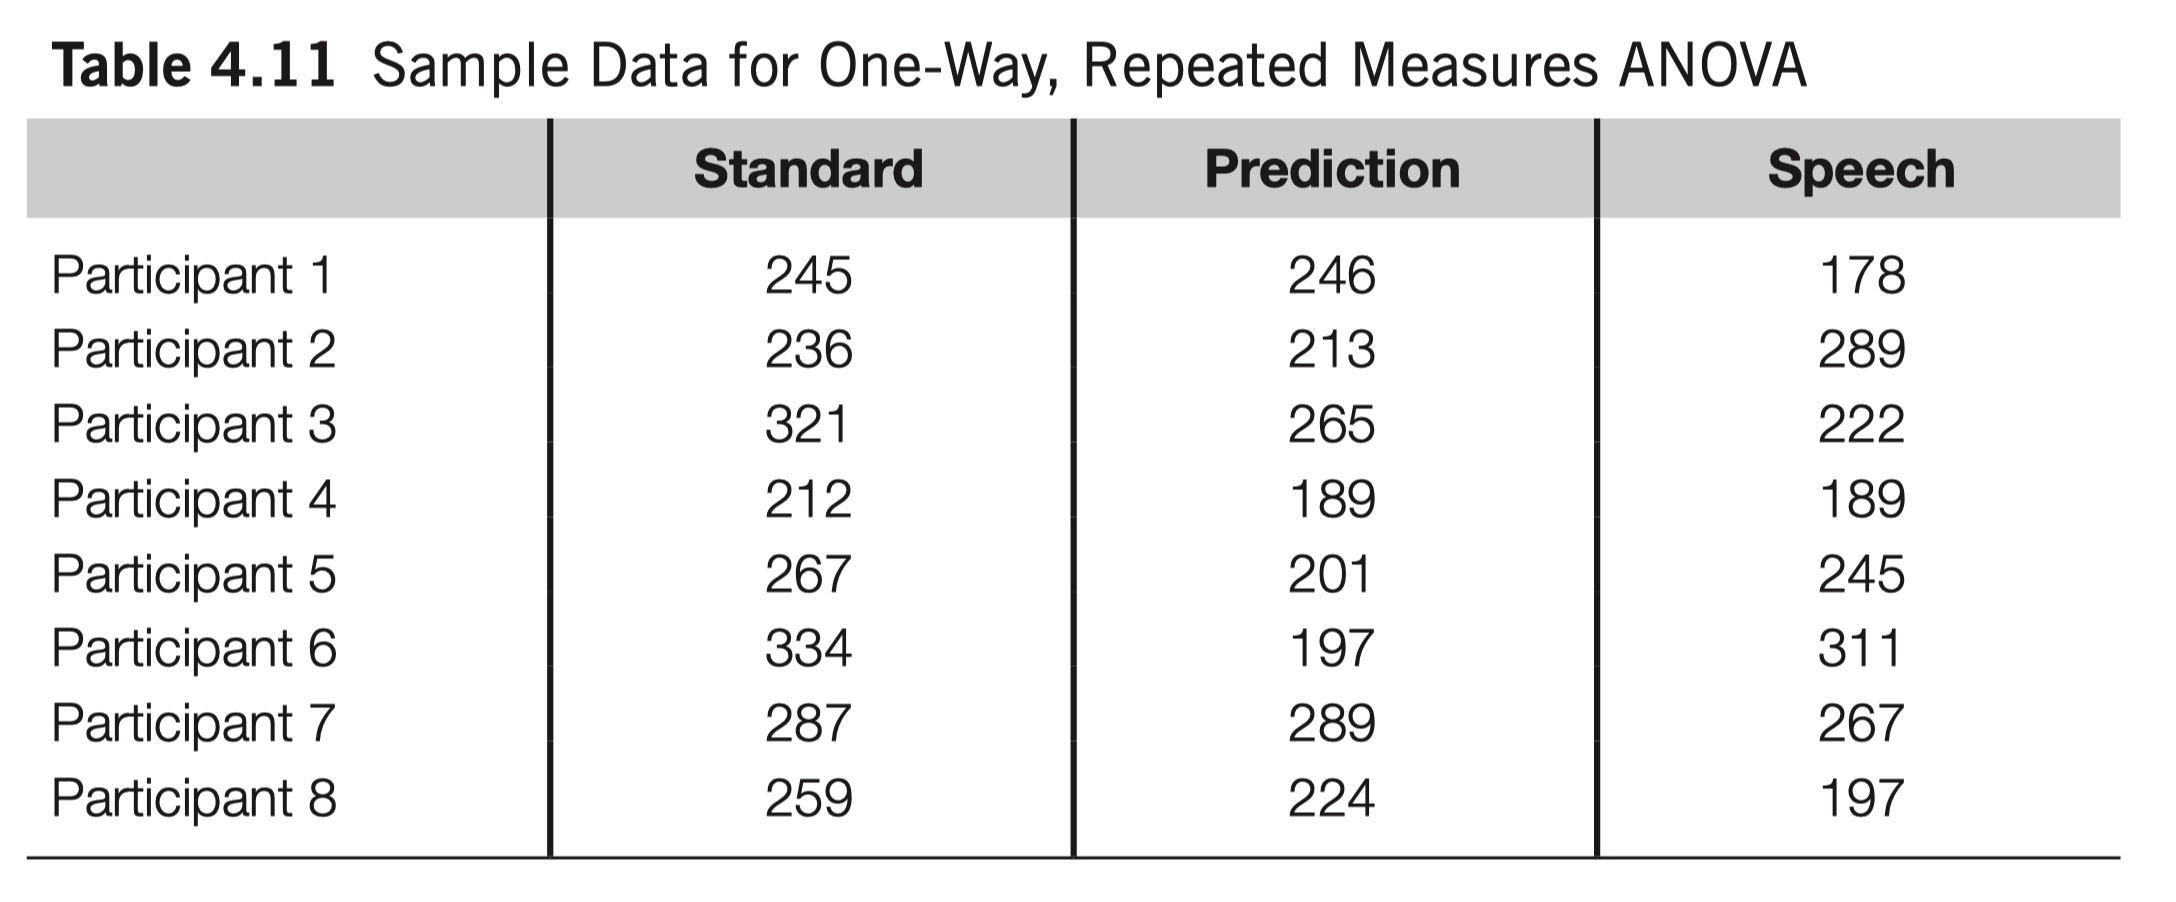 Table 4.11 Sample Data for One-Way, Repeated Measures ANOVA
Standard Prediction Speech
Participant 1 245 246 178
Participant 2 236 213 289
Participant 3 321 265 222
Participant 4 212 189 189
Participant 5 267 201 245
Participant 6 334 197 311
Participant 7 287 289 267
Participant 8 259 224 197